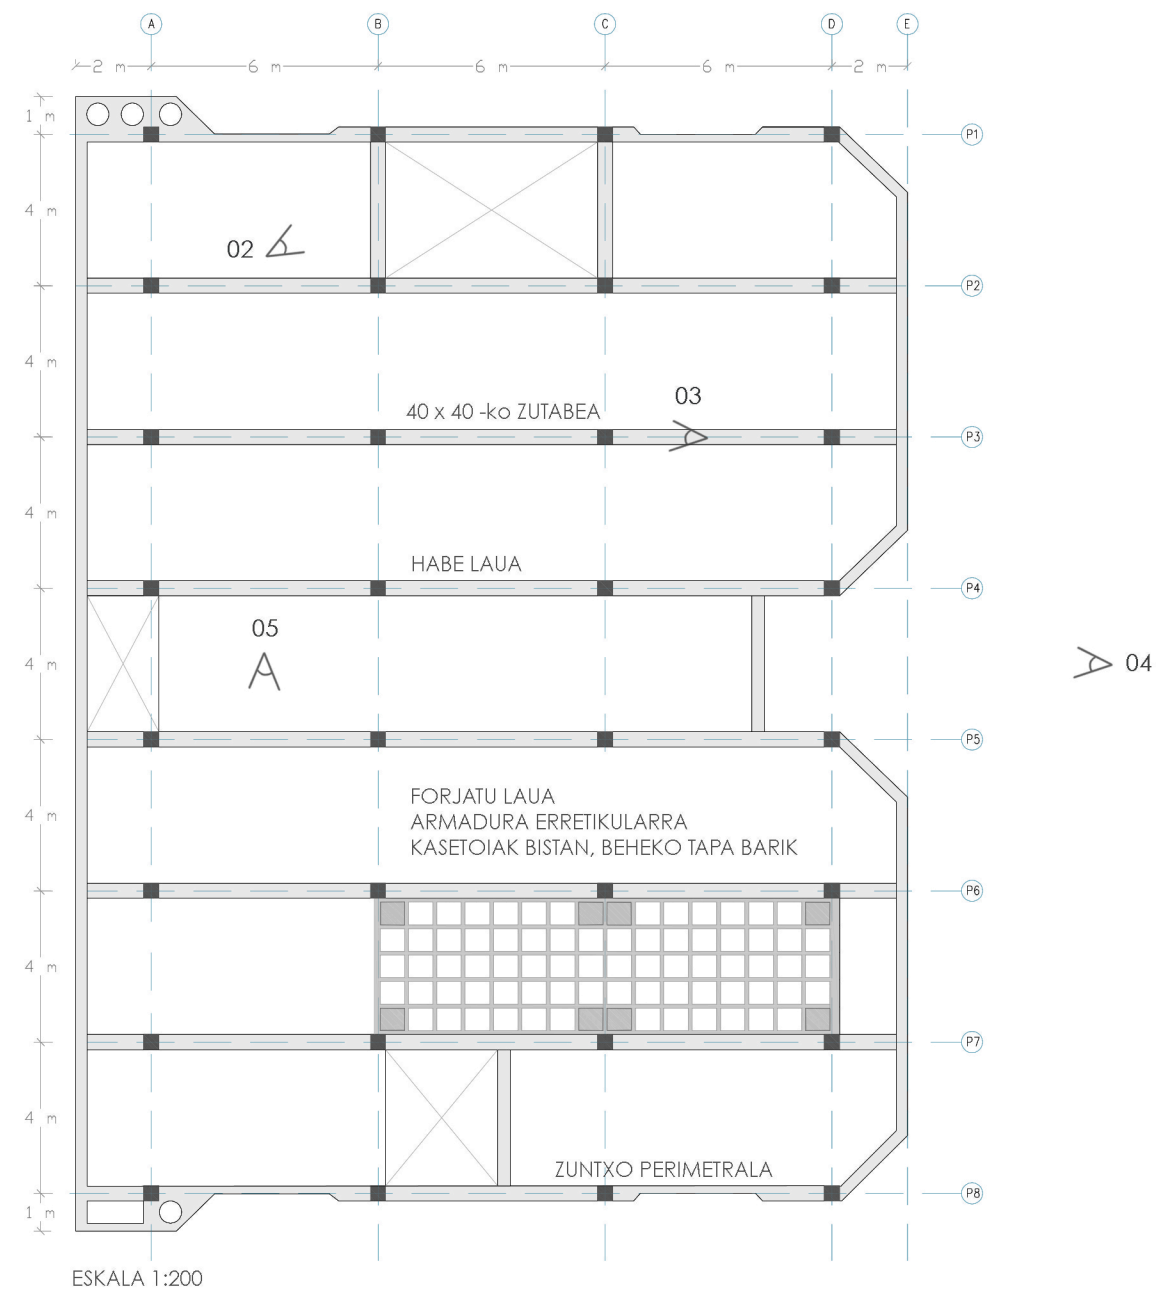 A B C D E
2 m 6 m 6 m 6 m 2 m
1 m
P1
4 m
02
P2
4 m
03
40 x 40 -ko ZUTABEA
P3
4 m
HABE LAUA
P4
05
4 m
04
P5
FORJATU LAUA
4 m
ARMADURA ERRETIKULARRA
KASETOIAK BISTAN, BEHEKO TAPA BARIK
P6
4 m
P7
4 m
ZUNTXO PERIMETRALA
P8
1 m
ESKALA 1:200